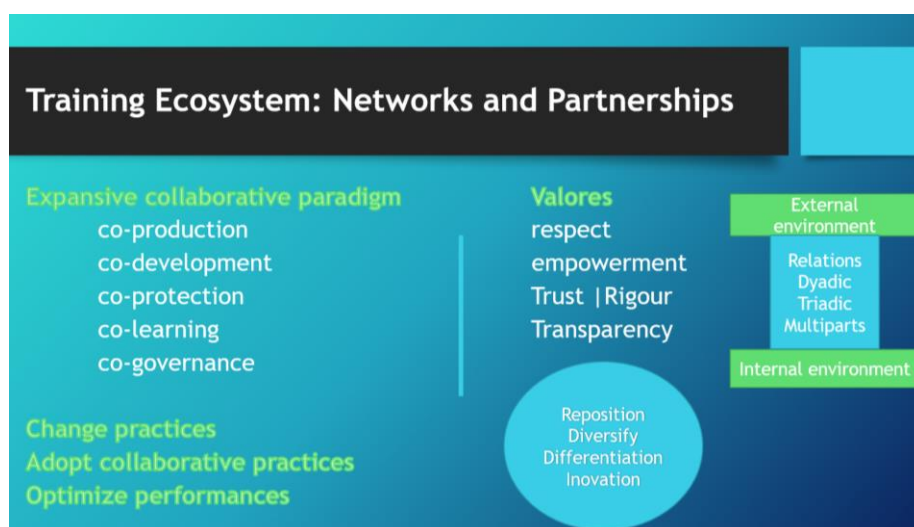 Training Ecosystem: Networks and Partnerships
Expansive collaborative paradigm
co-production
co-development
co-protection
co-learning
co-governance
Change practices
Adopt collaborative practices
Optimize performances
Valores
respect
empowerment
Trust |Rigour
Transparency
Reposition
Diversify
Differentiation
Inovation
External
environment
Relations
Dyadic
Triadic
Multiparts
Internal environment